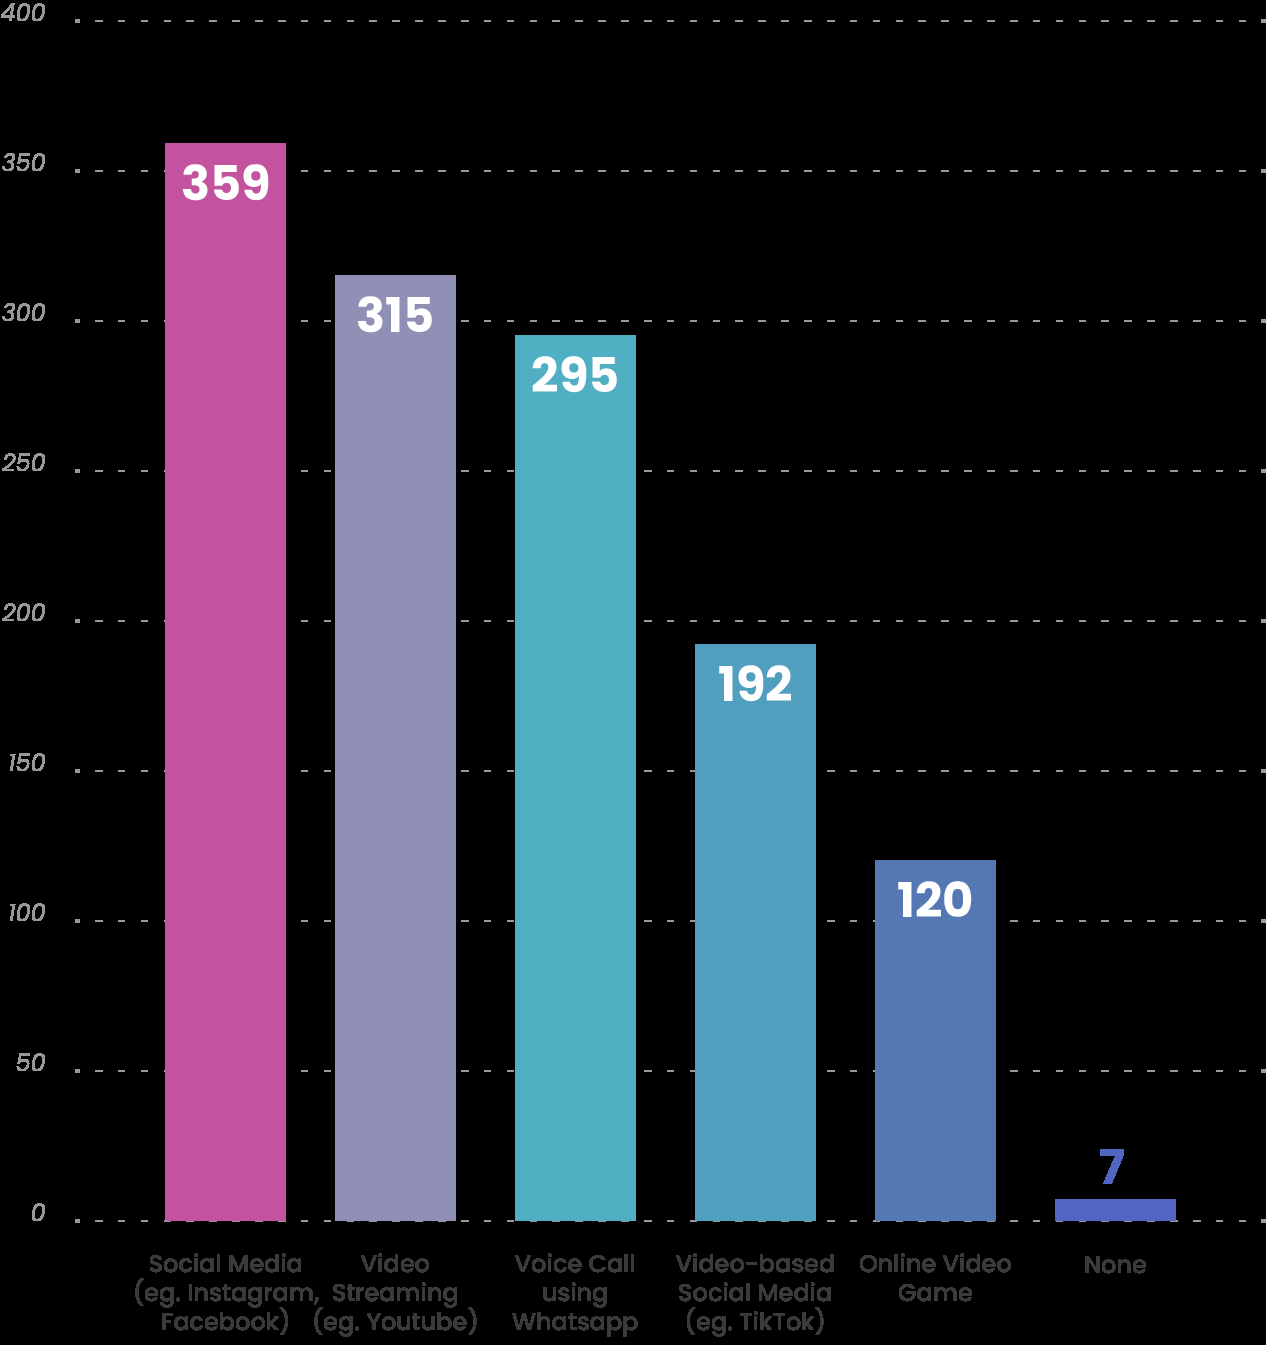 400
350
300
250
200
150
100
50
0
359
315
295
192
120
7
Social Media
(eg. Instagram,
Facebook)
Video
Streaming
(eg. Youtube)
Voice Call
using
Whatsapp
Video-based
Social Media
(eg. TikTok)
Online Video
Game
None